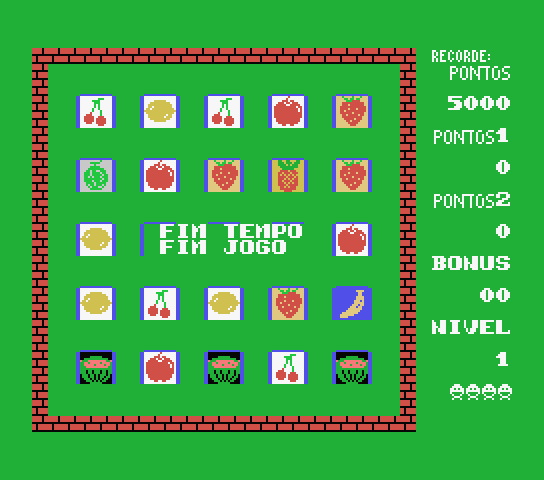 RECORDE:
PONTOS
5000
PONTOS1
0
PONTOS2
0
FIM TEMPO
FIM JOGO
BONUS
00
NIVEL
1